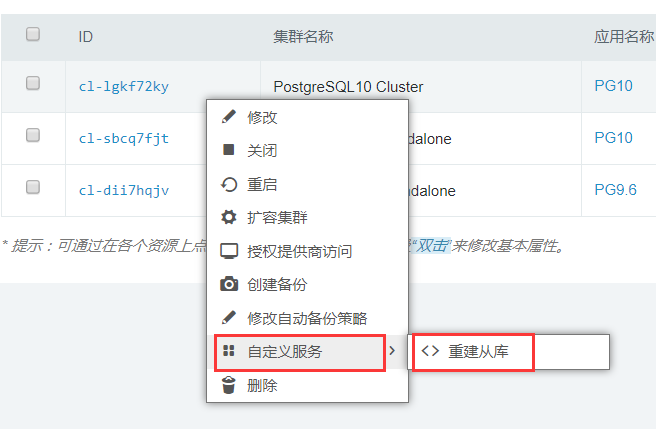 ID 集群名称 应用名称
cl-lgkf72ky PostgreSQL10 Cluster PG10
cl-sbcq7fjt dalone PG10
cl-dii7hqjv ndalone PG9.6
* 提示：可通过在各个资源上点 “双击”来修改基本属性。
修改
关闭
重启
扩容集群
授权提供商访问
创建备份
修改自动备份策略
自定义服务
重建从库
删除